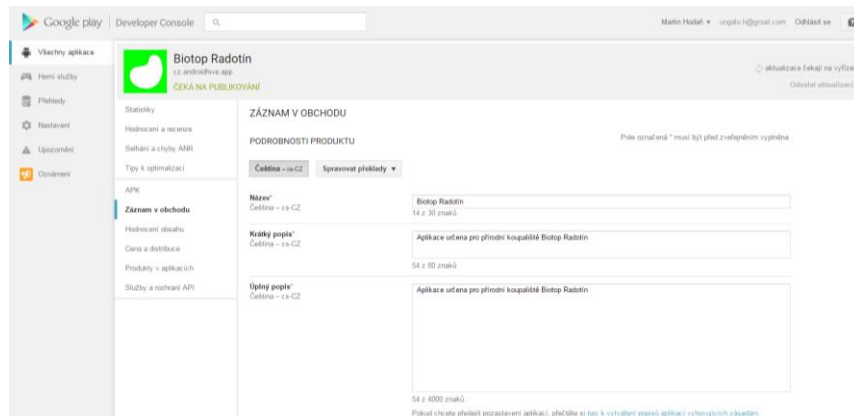 Google play Developer Console
Martin Hodaň ungalo.h@gmail.com Odhlásit se
Všechny aplikace
Herní služby
Přehledy
Nastavení
Upozornění
Oznámení
Biotop Radotín
cz.androidhive.app
ČEKÁ NA PUBLIKOVÁNÍ
aktualizace čekají na vyříze
Odeslat aktualizaci
Statistiky
Hodnocení a recenze
Selhání a chyby ANR
Tipy k optimalizaci
APK
Záznam v obchodu
Hodnocení obsahu
Cena a distribuce
Produkty v aplikacích
Služby a rozhraní API
ZÁZNAM V OBCHODU
PODROBNOSTI PRODUKTU
Pole označená * musí být před zveřejněním vyplněna.
Čeština – cs-CZ Spravovat překlady
Název*
Čeština – cs-CZ
Biotop Radotín
14 z 30 znaků
Krátký popis*
Čeština – cs-CZ
Aplikace určena pro přírodní koupaliště Biotop Radotín
54 z 80 znaků
Úplný popis*
Čeština – cs-CZ
Aplikace určena pro přírodní koupaliště Biotop Radotín
54 z 4000 znaků
Pokud chcete předejít pozastavení aplikací, přečtěte si tipy k vytváření popisů aplikací vyhovujících zásadám.